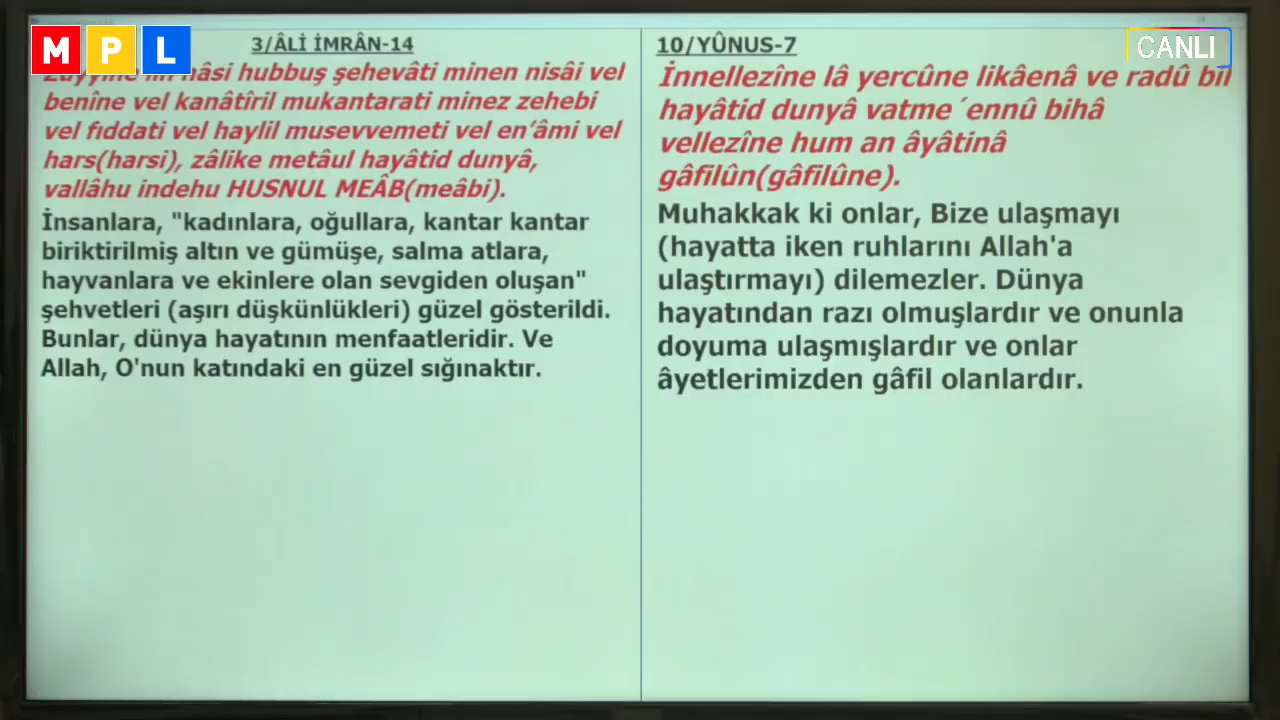 MPL
CANLI
3/ÂLİ İMRÂN-14
nâsi hubbuş şehevâti minen nisâi vel
benîne vel kanâtîril mukantarati minez zehebi
vel fıddati vel haylil musevvemeti vel en'âmi vel
hars(harsi), zâlike metâul hayâtid dunyâ,
vallâhu indehu HUSNUL MEÂB(meâbi).
İnsanlara, "kadınlara, oğullara, kantar kantar
biriktirilmiş altın ve gümüşe, salma atlara,
hayvanlara ve ekinlere olan sevgiden oluşan"
şehvetleri (aşırı düşkünlükleri) güzel gösterildi.
Bunlar, dünya hayatının menfaatleridir. Ve
Allah, O'nun katındaki en güzel sığınaktır.
10/YÛNUS-7
İnnellezîne lâ yercûne likâenâ ve radû bil
hayâtid dunyâ vatme´ennû bihâ
vellezîne hum an âyâtinâ
gâfilûn(gâfilûne).
Muhakkak ki onlar, Bize ulaşmayı
(hayatta iken ruhlarını Allah'a
ulaştırmayı) dilemezler. Dünya
hayatından razı olmuşlardır ve onunla
doyuma ulaşmışlardır ve onlar
âyetlerimizden gâfil olanlardır.